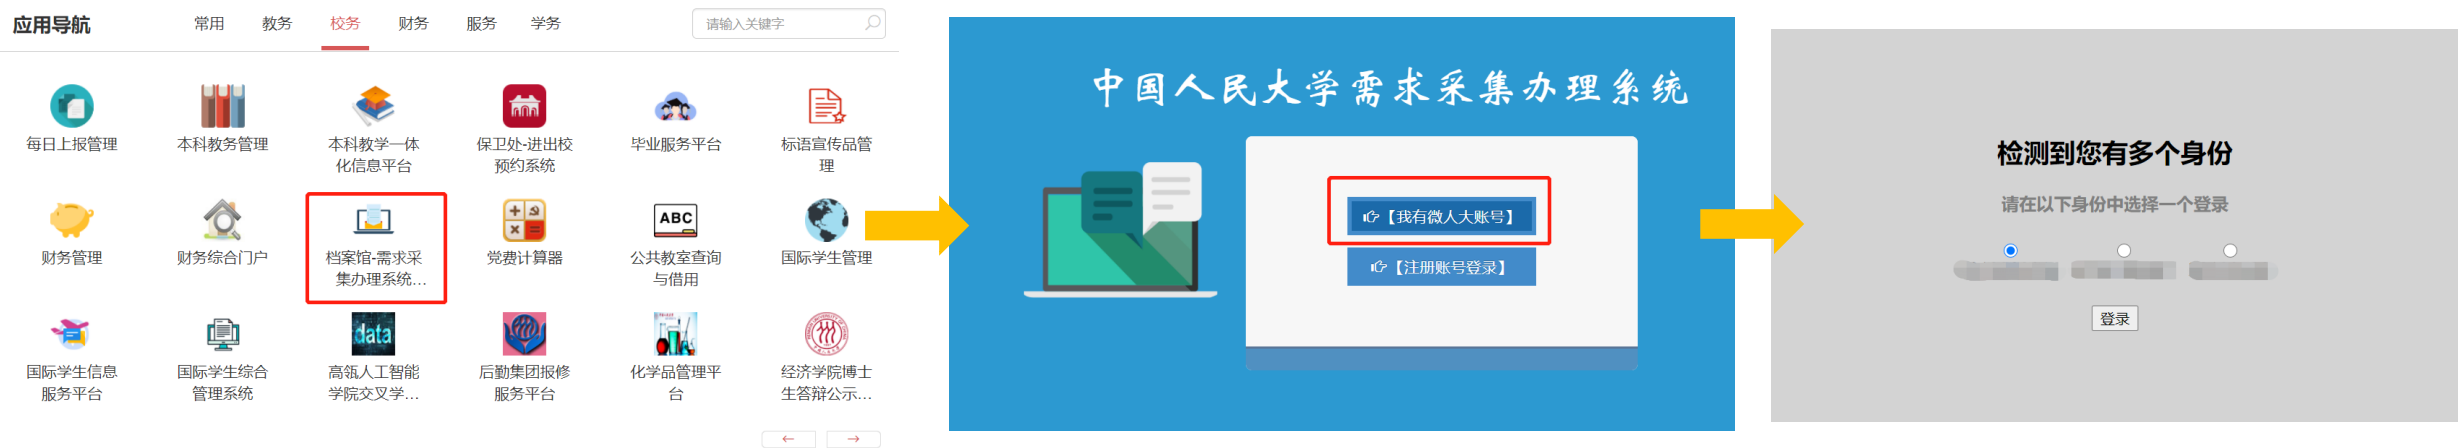 应用导航
常用 教务 校务 财务 服务 学务
请输入关键字
每日上报管理
本科教务管理
本科教学一体
化信息平台
保卫处-进出校
预约系统
毕业服务平台
标语宣传品管
理
财务管理
财务综合门户
档案馆-需求采
集办理系统...
党费计算器
ABC
公共教室查询
与借用
国际学生管理
国际学生信息
服务平台
国际学生综合
管理系统
data
高瓴人工智能
学院交叉学...
后勤集团报修
服务平台
化学品管理平
台
经济学院博士
生答辩公示...
中国人民大学需求采集办理系统
【我有微人大账号】
【注册账号登录】
检测到您有多个身份
请在以下身份中选择一个登录
登录